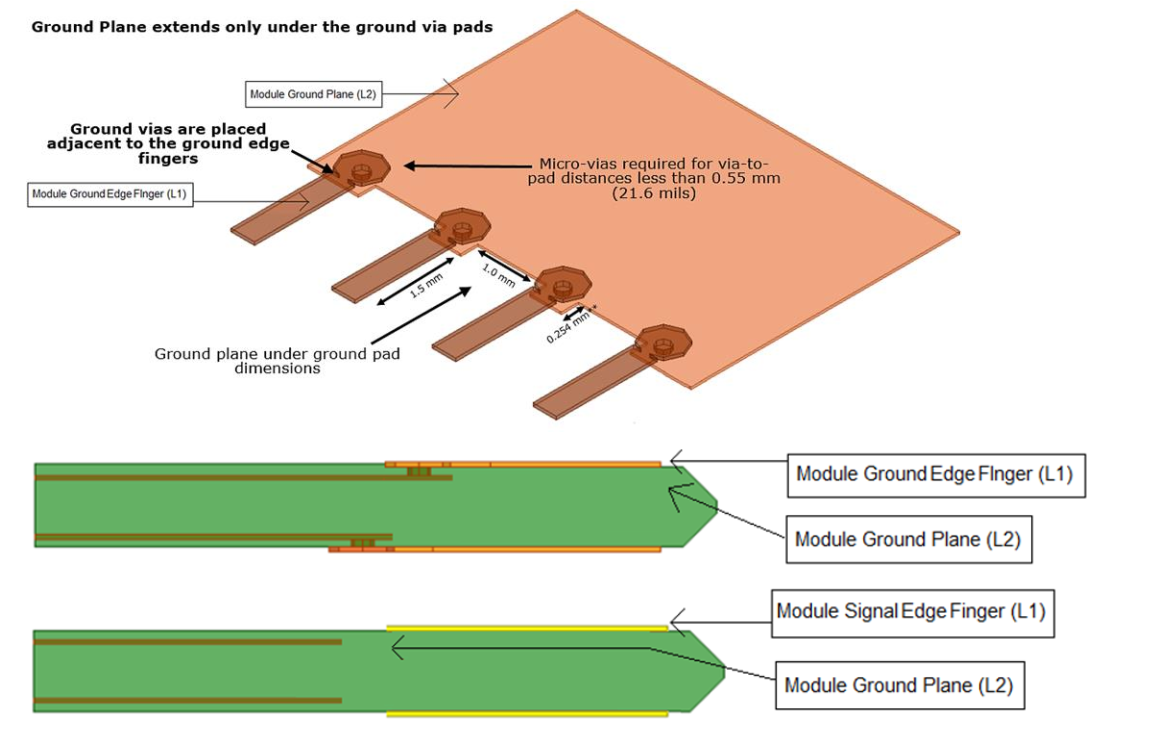 Ground Plane extends only under the ground via pads
Module Ground Plane (L2)
Ground vias are placed
adjacent to the ground edge
fingers
Micro-vias required for via-to-
pad distances less than 0.55 mm
(21.6 mils)
Module Ground Edge FInger (L1)
1.5 mm
1.0 mm
0.254 mm**
Ground plane under ground pad
dimensions
Module Ground Edge FInger (L1)
Module Ground Plane (L2)
Module Signal Edge Finger (L1)
Module Ground Plane (L2)